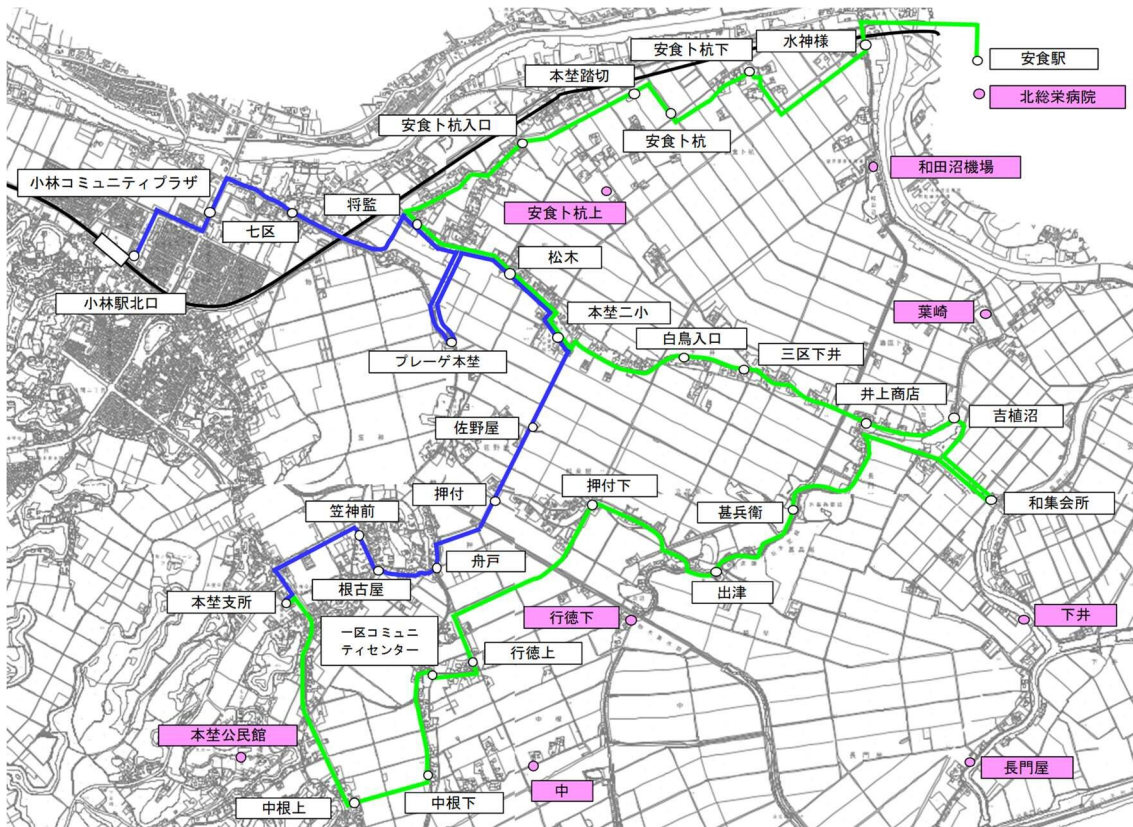 水神様
安食卜杭下
安食駅
本埜踏切
北総栄病院
安食卜杭入口
安食卜杭
和田沼機場
小林コミュニティプラザ
将監
安食卜杭上
七区
松木
小林駅北口
本埜二小
葉崎
白鳥入口
プレーゲ本埜
三区下井
井上商店
吉植沼
佐野屋
押付
押付下
和集会所
笠神前
甚兵衛
舟戸
根古屋
出津
本埜支所
行徳下
下井
一区コミュニ
ティセンター
行徳上
本埜公民館
長門屋
中
中根上
中根下